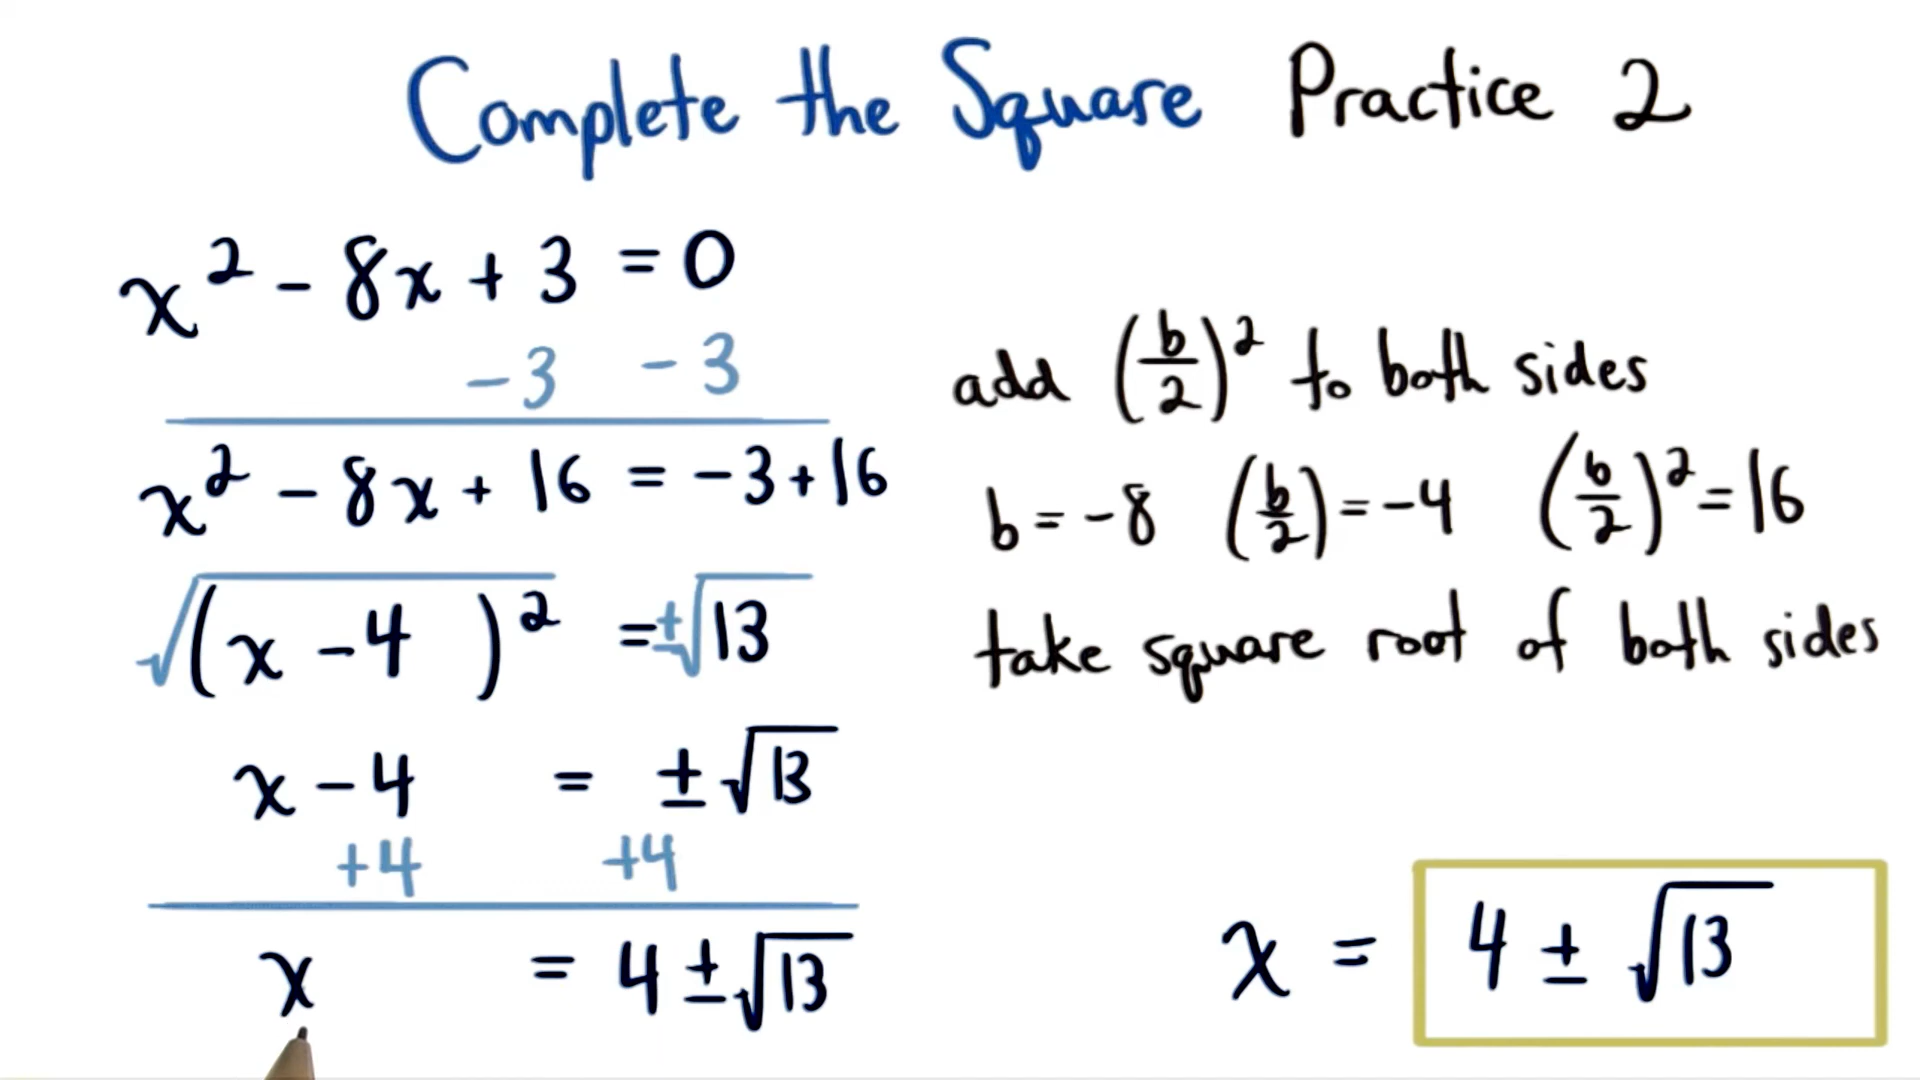 Complete the Square Practice 2
x² - 8x + 3 = 0
-3 -3
x² - 8x + 16 = -3+16
√(x - 4 )² = ±√13
x - 4 = ±√13
+4 +4
x = 4 ± √13
add (b/2)² to both sides
b = -8 (b/2) = -4 (b/2)² = 16
take square root of both sides
x = 4 ± √13